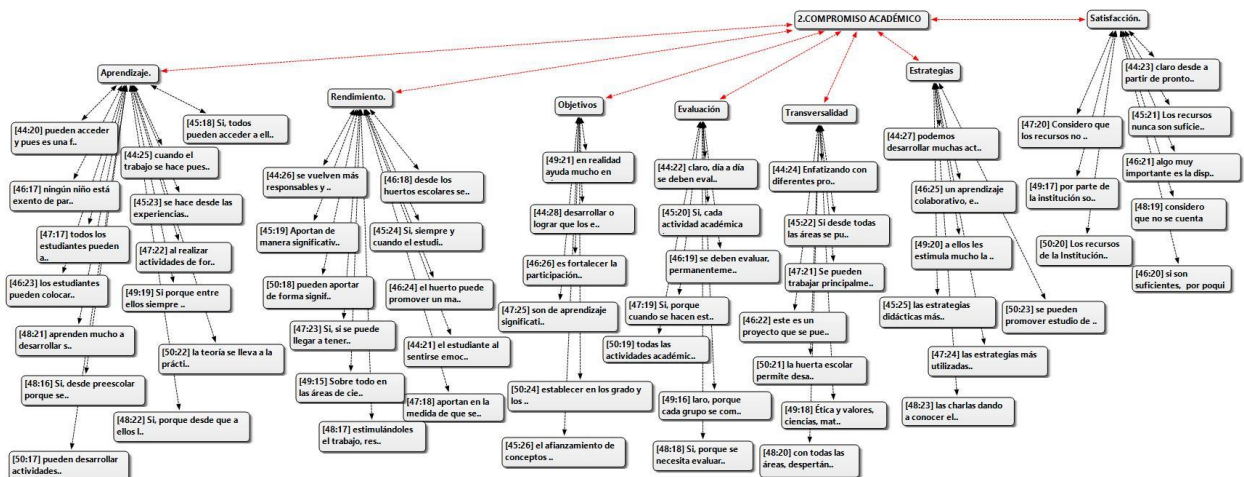 2.COMPROMISO ACADÉMICO
Satisfacción.
Aprendizaje.
Rendimiento.
Objetivos
Evaluación
Transversalidad
Estrategias
[44:20] pueden acceder
y pues es una f..
[45:18] Si, todos
pueden acceder a ell..
[46:17] ningún niño está
exento de par..
[44:25] cuando el
trabajo se hace pues..
[47:17] todos los
estudiantes pueden
a..
[45:23] se hace desde las
experiencias..
[46:23] los estudiantes
pueden colocar..
[47:22] al realizar
actividades de for..
[48:21] aprenden mucho a
desarrollar s..
[49:19] Si porque entre
ellos siempre ..
[48:16] Si, desde preescolar
porque se..
[50:22] la teoría se lleva a la
prácti..
[50:17] pueden desarrollar
actividades..
[48:22] Si, porque desde que a
ellos l..
[44:26] se vuelven más
responsables y ..
[46:18] desde los
huertos escolares se..
[45:19] Aportan de
manera significativ..
[45:24] Si, siempre y
cuando el estudi..
[50:18] pueden aportar
de forma signif..
[46:24] el huerto puede
promover un ma..
[47:23] Si, si se puede
llegar a tener..
[44:21] el estudiante al
sentirse emoc..
[49:15] Sobre todo en
las áreas de cie..
[47:18] aportan en la
medida de que se..
[48:17] estimulándoles
el trabajo, res..
[49:21] en realidad
ayuda mucho en
..
[44:28] desarrollar o
lograr que los e..
[46:26] es fortalecer la
participación..
[47:25] son de aprendizaje
significati..
[50:24] establecer en los grado y
los ..
[45:26] el afianzamiento de
conceptos ..
[44:22] claro, día a día
se deben eval..
[45:20] Si, cada
actividad académica
..
[46:19] se deben evaluar,
permanenteme..
[47:19] Si, porque
cuando se hacen est..
[50:19] todas las
actividades académic..
[49:16] laro, porque
cada grupo se com..
[48:18] Si, porque se
necesita evaluar..
[44:24] Enfatizando con
diferentes pro..
[45:22] Si desde todas
las áreas se pu..
[47:21] Se pueden
trabajar principalme..
[46:22] este es un
proyecto que se pue..
[50:21] la huerta escolar
permite desa..
[49:18] Ética y valores,
ciencias, mat..
[48:20] con todas las
áreas, despertán..
[44:27] podemos
desarrollar muchas act..
[46:25] un aprendizaje
colaborativo, e..
[49:20] a ellos les
estimula mucho la ..
[45:25] las estrategias
didácticas más..
[50:23] se pueden
promover estudio de ..
[47:24] las estrategias más
utilizadas..
[48:23] las charlas dando
a conocer el..
[44:23] claro desde a
partir de pronto..
[47:20] Considero que
los recursos no ..
[45:21] Los recursos
nunca son suficie..
[46:21] algo muy
importante es la disp..
[49:17] por parte de
la institución so..
[48:19] considero
que no se cuenta
..
[50:20] Los recursos
de la Institución..
[46:20] si son
suficientes, por poqui
..